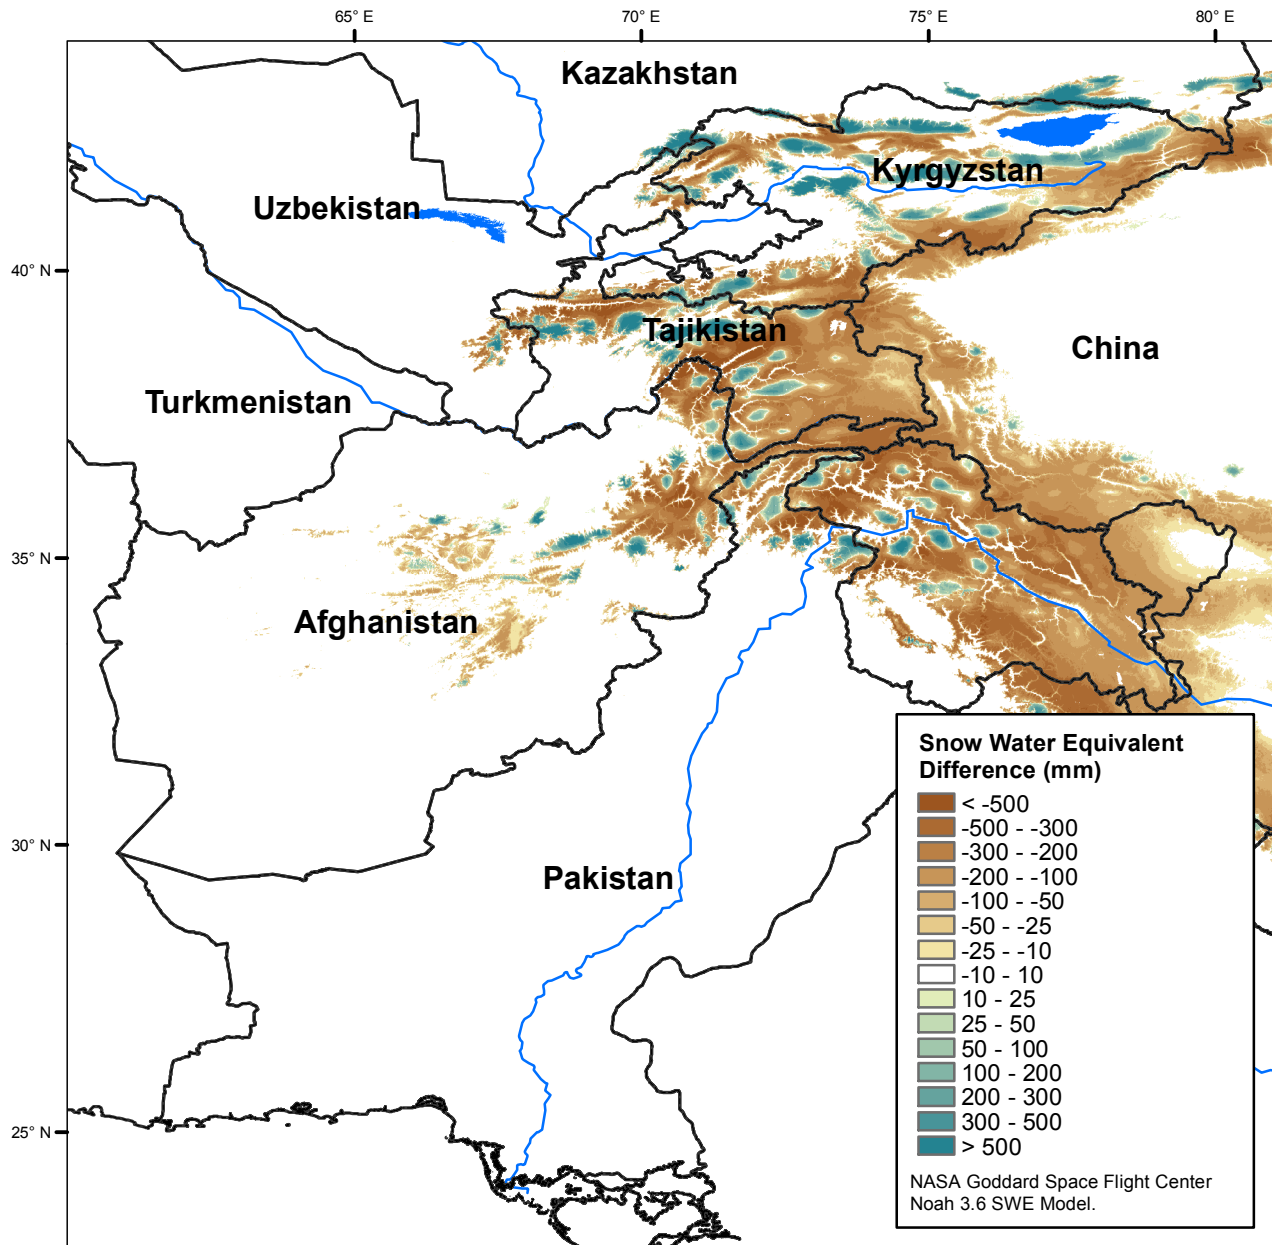 65° E
70° E
75° E
80° E
Kazakhstan
Kyrgyzstan
Uzbekistan
40° N
Tajikistan
China
Turkmenistan
35° N
Afghanistan
30° N
Pakistan
25° N
Snow Water Equivalent
Difference (mm)
< -500
-500 - -300
-300 - -200
-200 - -100
-100 - -50
-50 - -25
-25 - -10
-10 - 10
10 - 25
25 - 50
50 - 100
100 - 200
200 - 300
300 - 500
> 500
NASA Goddard Space Flight Center
Noah 3.6 SWE Model.